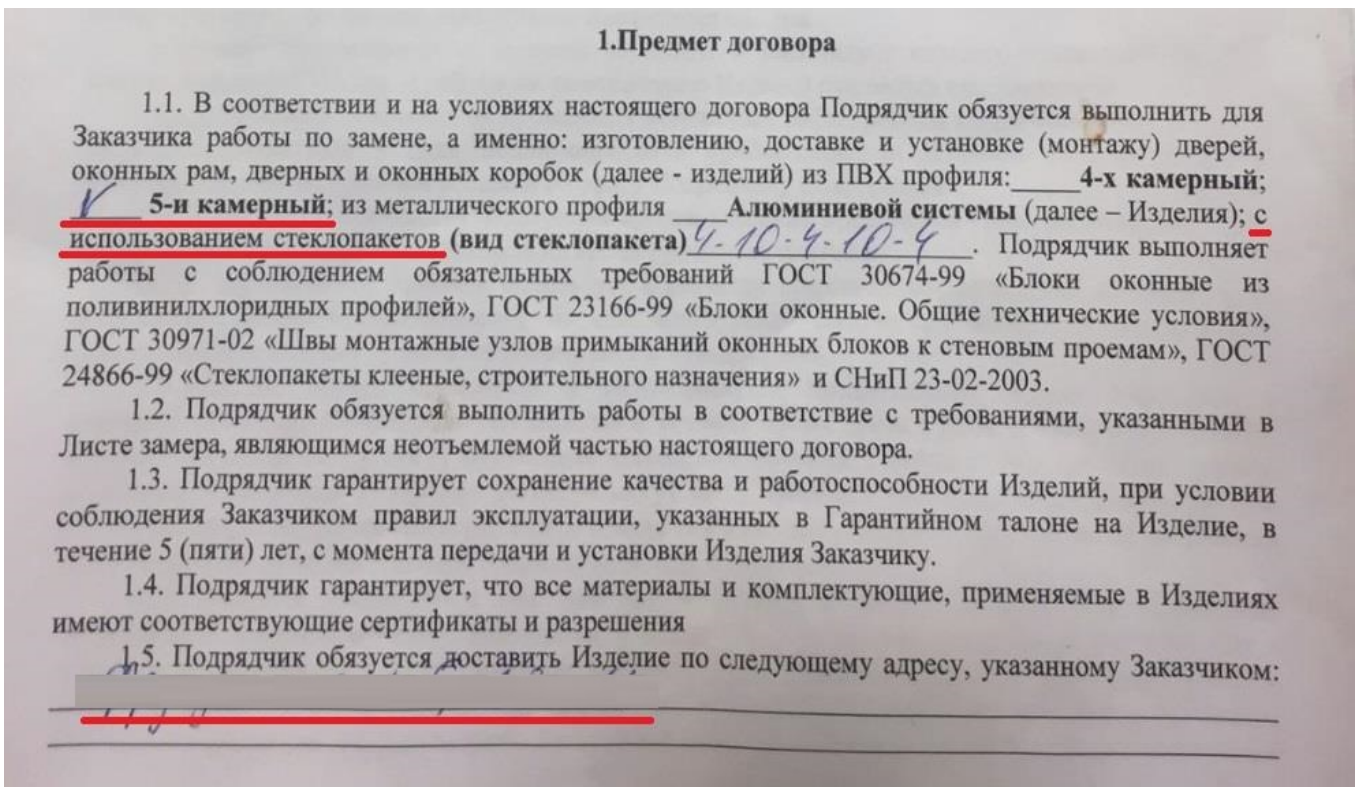 1.Предмет договора
1.1. В соответствии и на условиях настоящего договора Подрядчик обязуется выполнить для
Заказчика работы по замене, а именно: изготовлению, доставке и установке (монтажу) дверей,
оконных рам, дверных и оконных коробок (далее - изделий) из ПВХ профиля:_____4-х камерный;
__V__ 5-и камерный; из металлического профиля ____Алюминиевой системы (далее – Изделия); с
использованием стеклопакетов (вид стеклопакета) 4-10-4-10-4. Подрядчик выполняет
работы с соблюдением обязательных требований ГОСТ 30674-99 «Блоки оконные из
поливинилхлоридных профилей», ГОСТ 23166-99 «Блоки оконные. Общие технические условия»,
ГОСТ 30971-02 «Швы монтажные узлов примыканий оконных блоков к стеновым проемам», ГОСТ
24866-99 «Стеклопакеты клееные, строительного назначения» и СНиП 23-02-2003.
1.2. Подрядчик обязуется выполнить работы в соответствие с требованиями, указанными в
Листе замера, являющимся неотъемлемой частью настоящего договора.
1.3. Подрядчик гарантирует сохранение качества и работоспособности Изделий, при условии
соблюдения Заказчиком правил эксплуатации, указанных в Гарантийном талоне на Изделие, в
течение 5 (пяти) лет, с момента передачи и установки Изделия Заказчику.
1.4. Подрядчик гарантирует, что все материалы и комплектующие, применяемые в Изделиях
имеют соответствующие сертификаты и разрешения
1.5. Подрядчик обязуется доставить Изделие по следующему адресу, указанному Заказчиком: